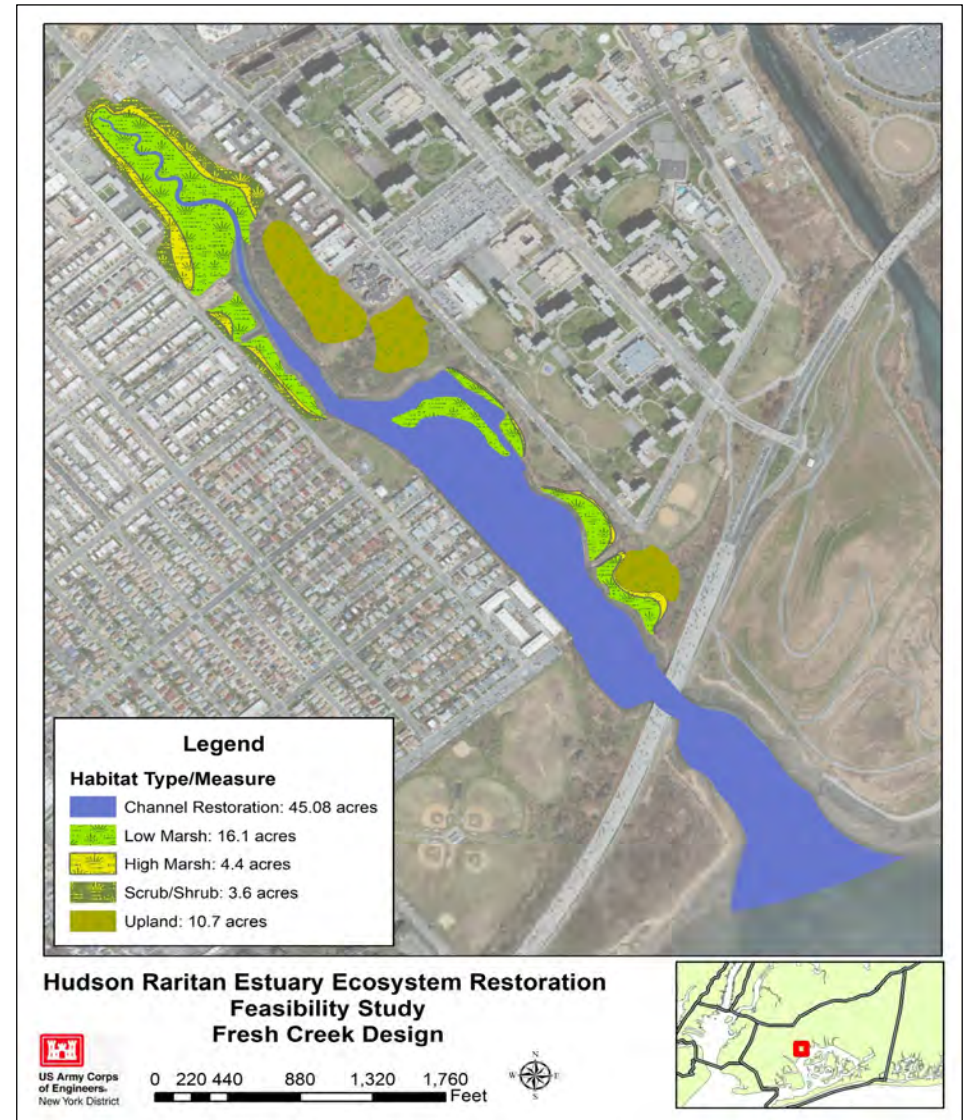 Legend
Habitat Type/Measure
Channel Restoration: 45.08 acres
Low Marsh: 16.1 acres
High Marsh: 4.4 acres
Scrub/Shrub: 3.6 acres
Upland: 10.7 acres
Hudson Raritan Estuary Ecosystem Restoration
Feasibility Study
Fresh Creek Design
US Army Corps
of Engineers®
New York District
0 220 440 880 1,320 1,760
Feet
N
W E
S